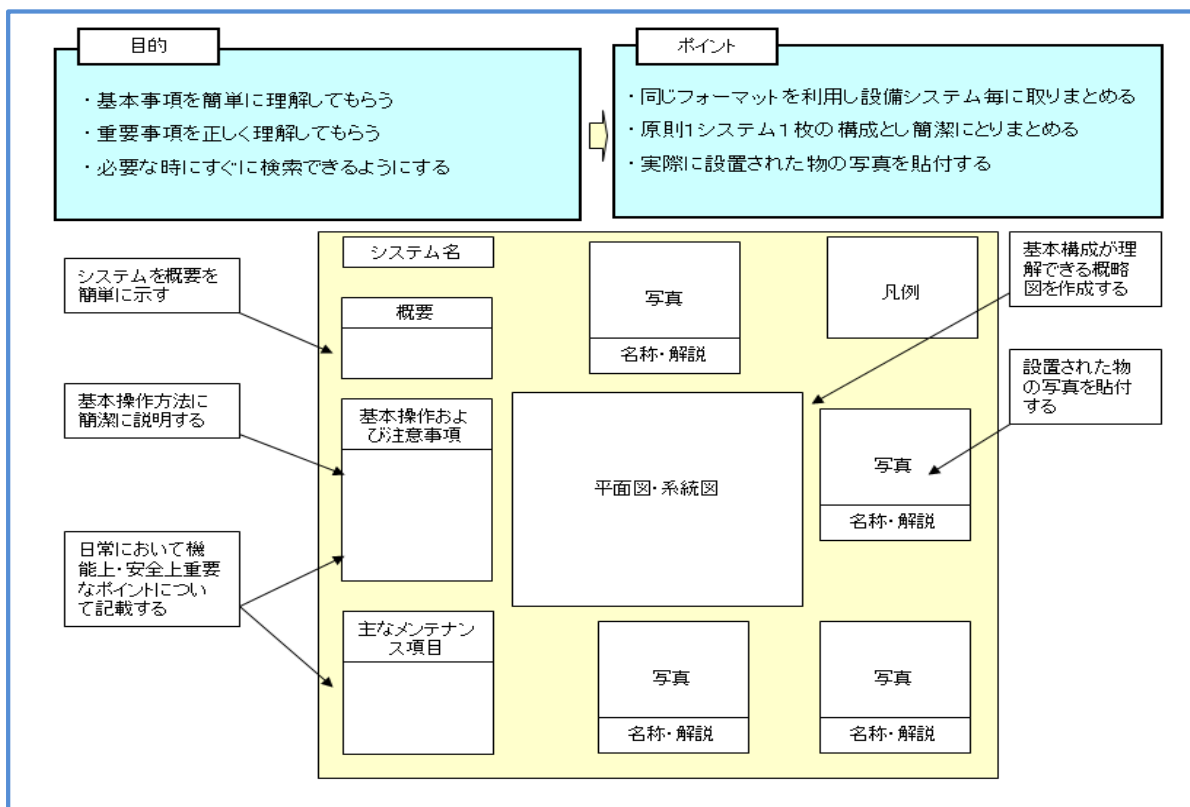 目的
・基本事項を簡単に理解してもらう
・重要事項を正しく理解してもらう
・必要な時にすぐに検索できるようにする
ポイント
・同じフォーマットを利用し設備システム毎に取りまとめる
・原則1システム1枚の構成とし簡潔にとりまとめる
・実際に設置された物の写真を貼付する
システムを概要を
簡単に示す
基本操作方法に
簡潔に説明する
日常において機
能上・安全上重要
なポイントについ
て記載する
システム名
概要
基本操作およ
び注意事項
主なメンテナン
ス項目
写真
名称・解説
凡例
平面図・系統図
写真
名称・解説
写真
名称・解説
写真
名称・解説
基本構成が理
解できる概略
図を作成する
設置された物
の写真を貼付
する